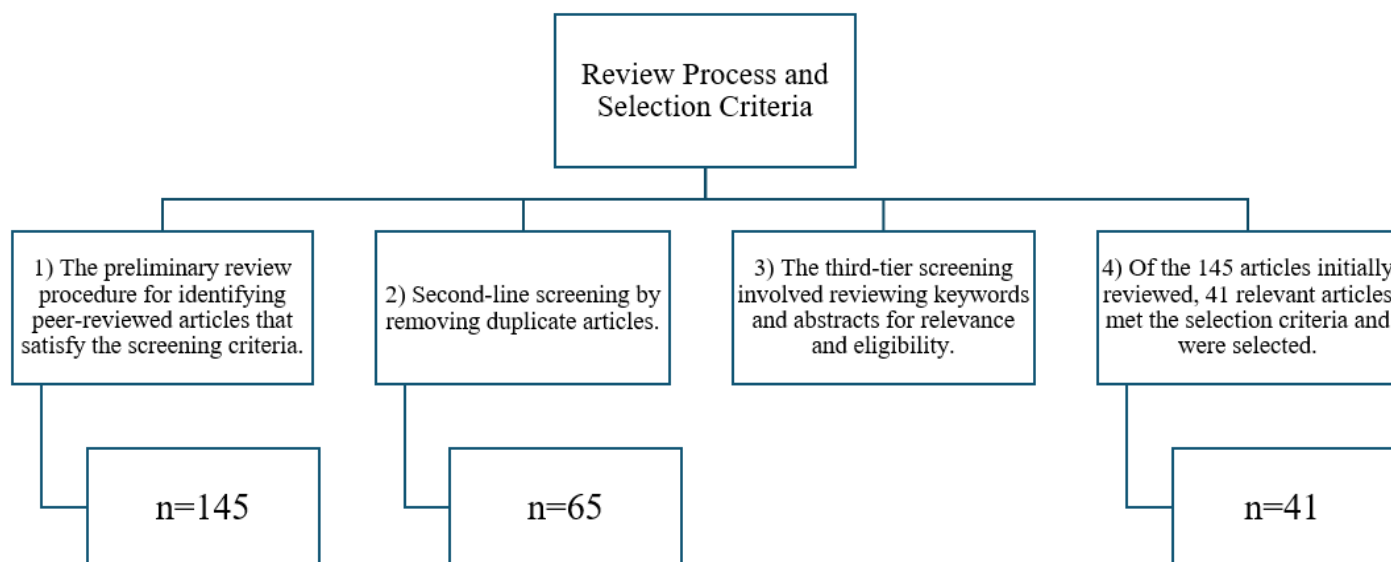 Review Process and
Selection Criteria
1) The preliminary review
procedure for identifying
peer-reviewed articles that
satisfy the screening criteria.
2) Second-line screening by
removing duplicate articles.
3) The third-tier screening
involved reviewing keywords
and abstracts for relevance
and eligibility.
4) Of the 145 articles initially
reviewed, 41 relevant articles
met the selection criteria and
were selected.
n=145
n=65
n=41